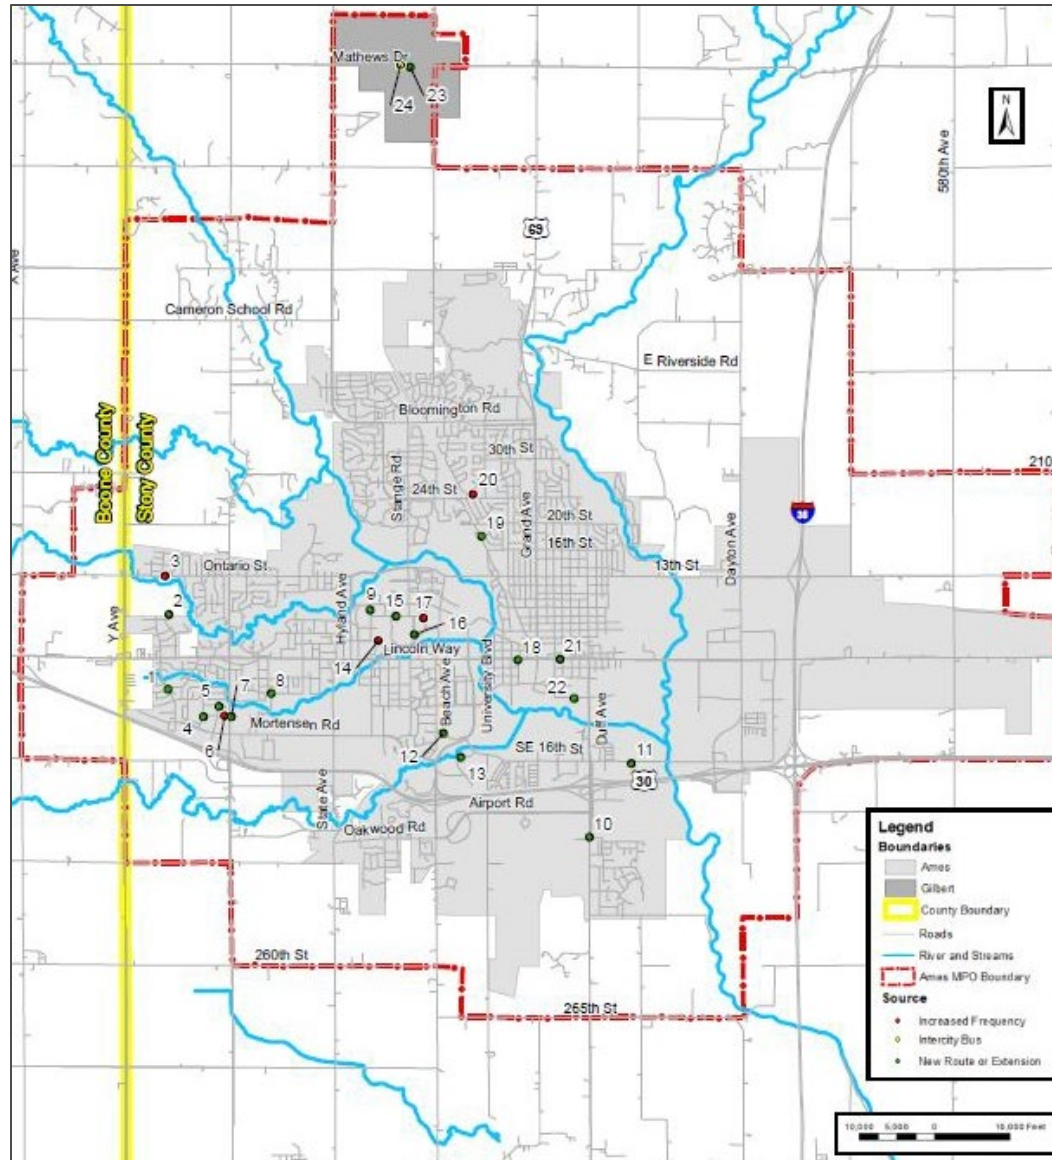 Mathews Dr
24
23
N
580th Ave
69
X Ave
Cameron School Rd
E Riverside Rd
Bloomington Rd
30th St
Boone County
Story County
Stange Rd
24th St
20
Grand Ave
20th St
210
38
19
16th St
Dayton Ave
13th St
3
Ontario St
2
Y Ave
Hyland Ave
9
15
17
16
Lincoln Way
14
University Blvd
18
21
1
5
7
8
Beach Ave
22
Duff Ave
4
Mortensen Rd
6
12
13
SE 16th St
11
30
State Ave
Airport Rd
Oakwood Rd
10
260th St
265th St
Legend
Boundaries
Ames
Gilbert
County Boundary
Roads
River and Streams
Ames MPO Boundary
Source
Increased Frequency
Intercity Bus
New Route or Extension
10,000 5,000 0 10,000 Feet